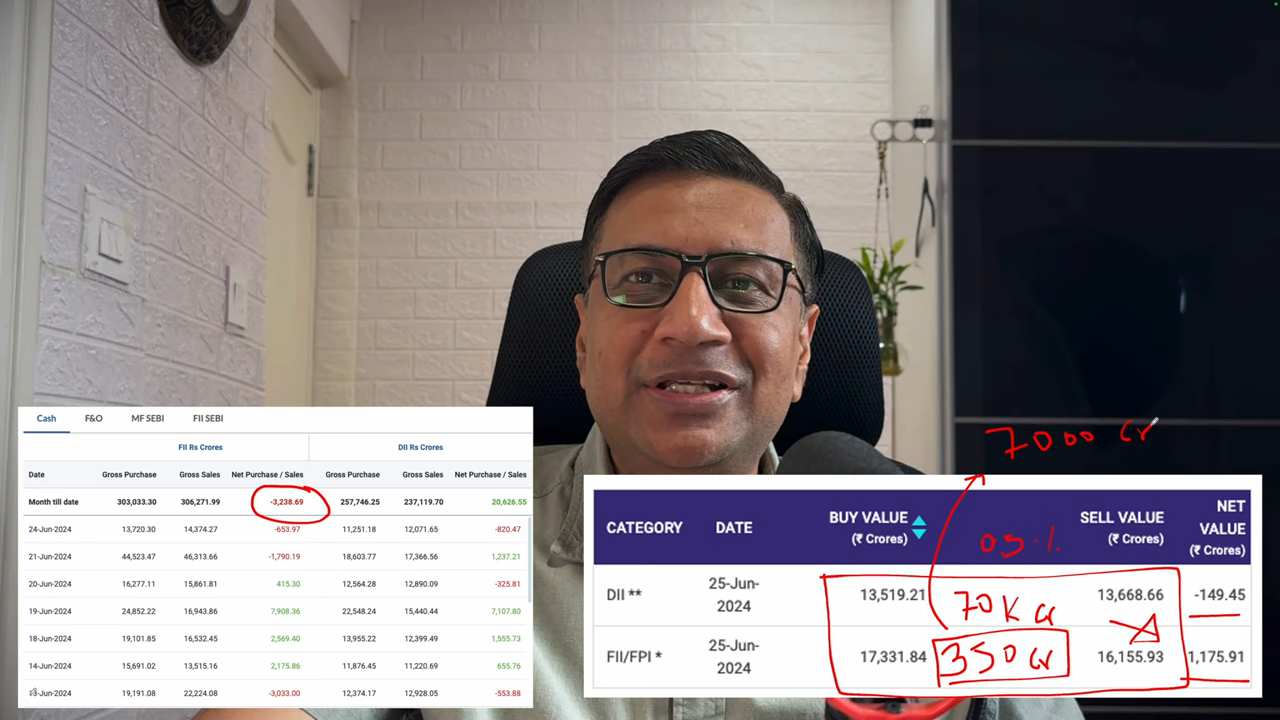 Cash F&O MF SEBI FII SEBI
FII Rs Crores DII Rs Crores
Date Gross Purchase Gross Sales Net Purchase / Sales Gross Purchase Gross Sales Net Purchase / Sales
Month till date 303,033.30 306,271.99 -3,238.69 257,746.25 237,119.70 20,626.55
24-Jun-2024 13,720.30 14,374.27 -653.97 11,251.18 12,071.65 -820.47
21-Jun-2024 44,523.47 46,313.66 -1,790.19 18,603.77 17,366.56 1,237.21
20-Jun-2024 16,277.11 15,861.81 415.30 12,564.28 12,890.09 -325.81
19-Jun-2024 24,852.22 16,943.86 7,908.36 22,548.24 15,440.44 7,107.80
18-Jun-2024 19,101.85 16,532.45 2,569.40 13,955.22 12,399.49 1,555.73
14-Jun-2024 15,691.02 13,515.16 2,175.86 11,876.45 11,220.69 655.76
-Jun-2024 19,191.08 22,224.08 -3,033.00 12,374.17 12,928.05 -553.88
7000 Cr
CATEGORY DATE BUY VALUE (₹ Crores) SELL VALUE (₹ Crores) NET VALUE (₹ Crores)
DII ** 25-Jun-2024 13,519.21 13,668.66 -149.45
70K Cr
FII/FPI * 25-Jun-2024 17,331.84 16,155.93 1,175.91
350 Cr